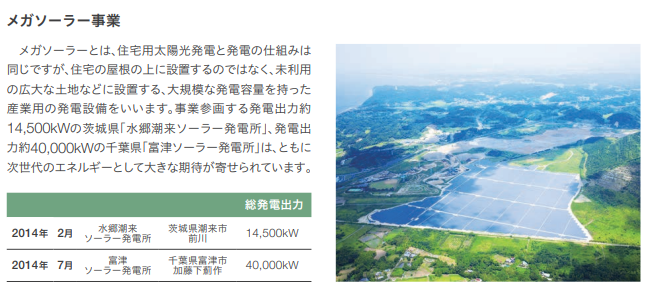 メガソーラー事業
メガソーラーとは、住宅用太陽光発電と発電の仕組みは
同じですが、住宅の屋根の上に設置するのではなく、未利用
の広大な土地などに設置する、大規模な発電容量を持った
産業用の発電設備をいいます。事業参画する発電出力約
14,500kWの茨城県「水郷潮来ソーラー発電所」、発電出
力約40,000kWの千葉県「富津ソーラー発電所」は、ともに
次世代のエネルギーとして大きな期待が寄せられています。
総発電出力
2014年 2月 水郷潮来 ソーラー発電所 茨城県潮来市 前川 14,500kW
2014年 7月 富津 ソーラー発電所 千葉県富津市 加藤下薊作 40,000kW